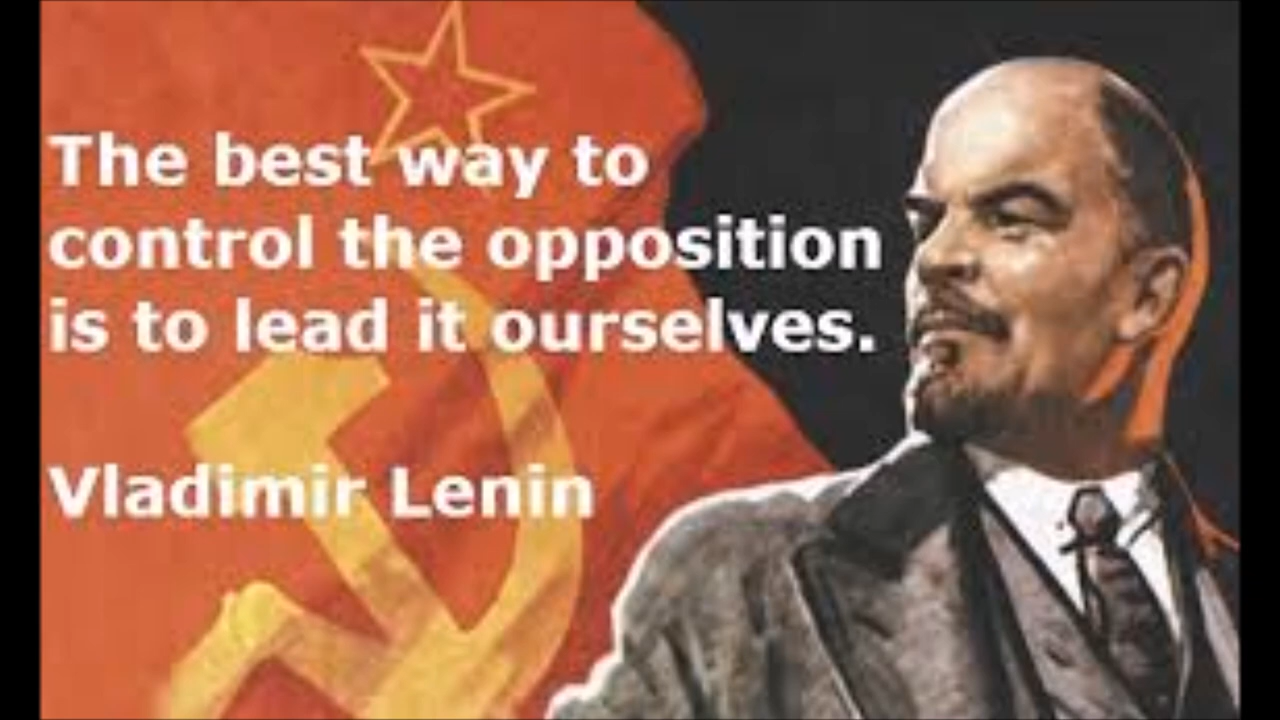 The best way to
control the opposition
is to lead it ourselves.
Vladimir Lenin